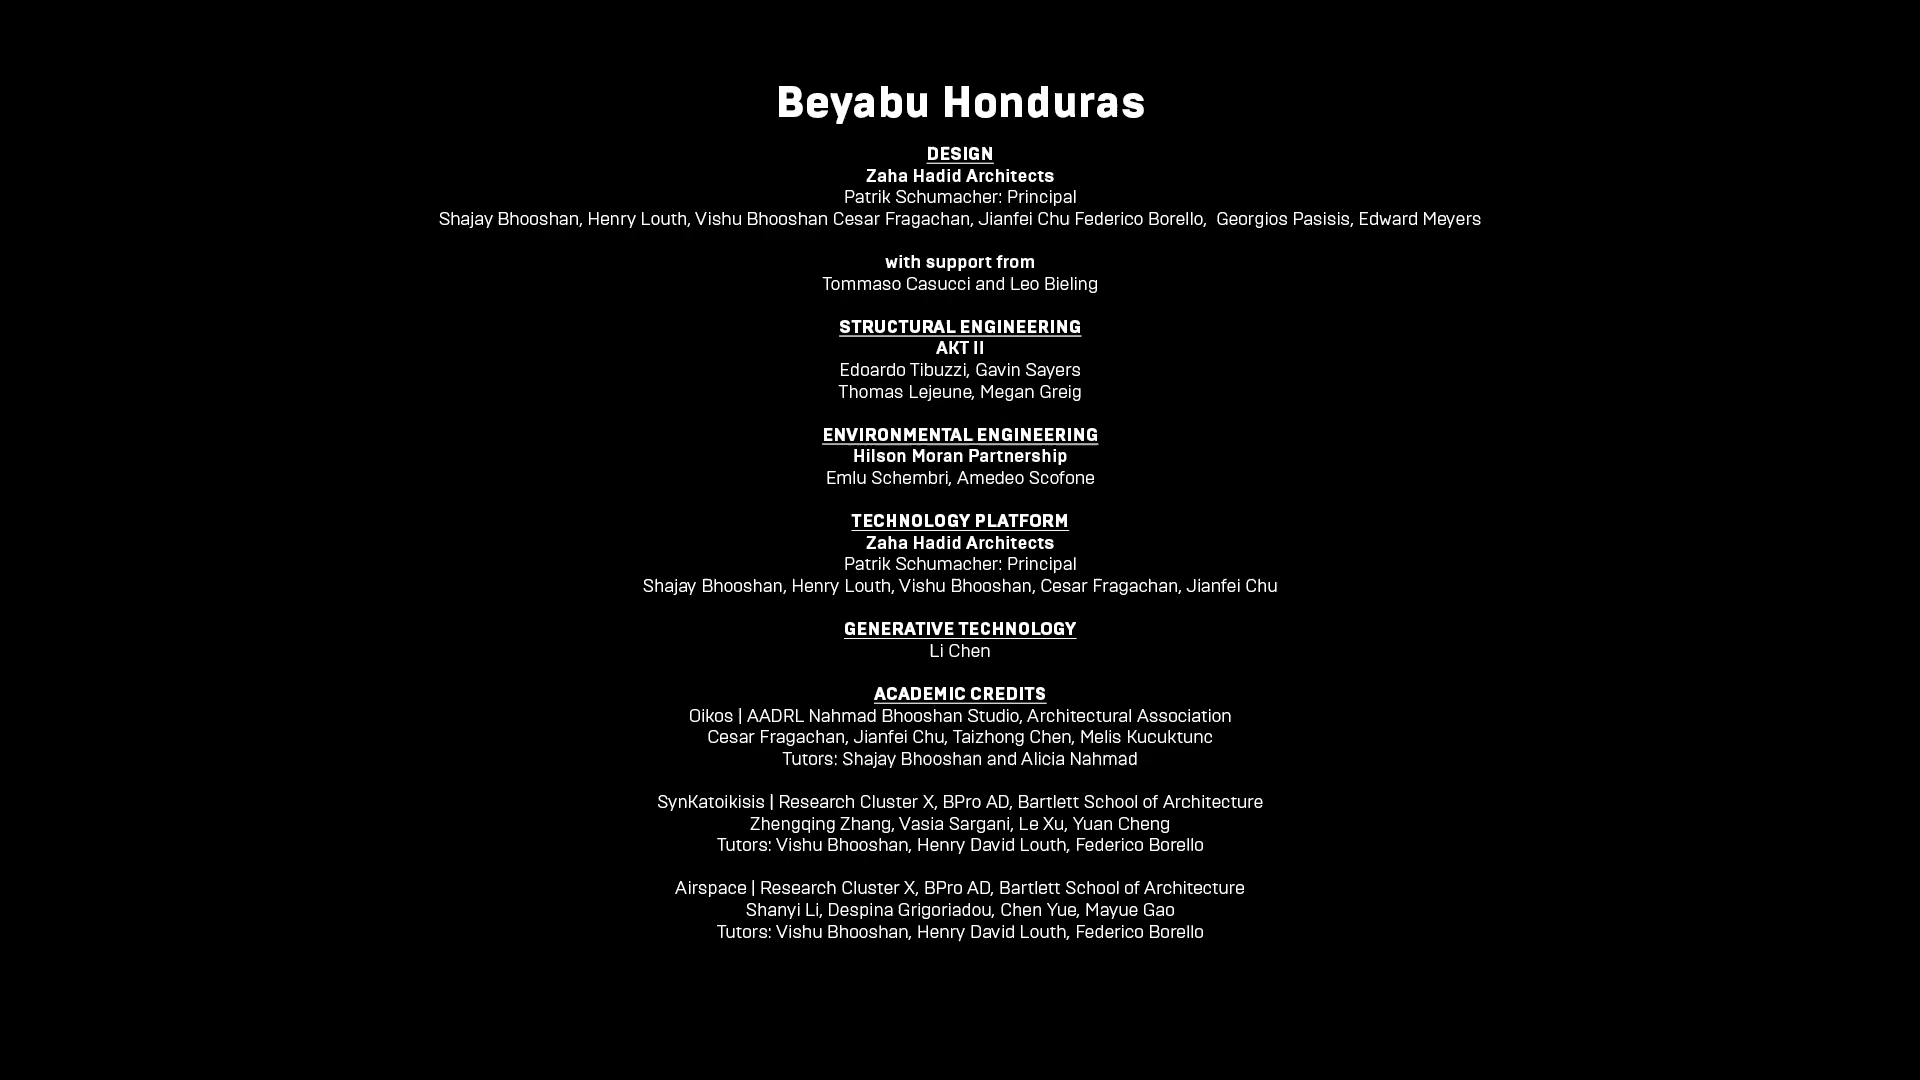 Beyabu Honduras
DESIGN
Zaha Hadid Architects
Patrik Schumacher: Principal
Shajay Bhooshan, Henry Louth, Vishu Bhooshan Cesar Fragachan, Jianfei Chu Federico Borello,  Georgios Pasisis, Edward Meyers
with support from
Tommaso Casucci and Leo Bieling
STRUCTURAL ENGINEERING
AKT II
Edoardo Tibuzzi, Gavin Sayers
Thomas Lejeune, Megan Greig
ENVIRONMENTAL ENGINEERING
Hilson Moran Partnership
Emlu Schembri, Amedeo Scofone
TECHNOLOGY PLATFORM
Zaha Hadid Architects
Patrik Schumacher: Principal
Shajay Bhooshan, Henry Louth, Vishu Bhooshan, Cesar Fragachan, Jianfei Chu
GENERATIVE TECHNOLOGY
Li Chen
ACADEMIC CREDITS
Oikos | AADRL Nahmad Bhooshan Studio, Architectural Association
Cesar Fragachan, Jianfei Chu, Taizhong Chen, Melis Kucuktunc
Tutors: Shajay Bhooshan and Alicia Nahmad
SynKatoikisis | Research Cluster X, BPro AD, Bartlett School of Architecture
Zhengqing Zhang, Vasia Sargani, Le Xu, Yuan Cheng
Tutors: Vishu Bhooshan, Henry David Louth, Federico Borello
Airspace | Research Cluster X, BPro AD, Bartlett School of Architecture
Shanyi Li, Despina Grigoriadou, Chen Yue, Mayue Gao
Tutors: Vishu Bhooshan, Henry David Louth, Federico Borello